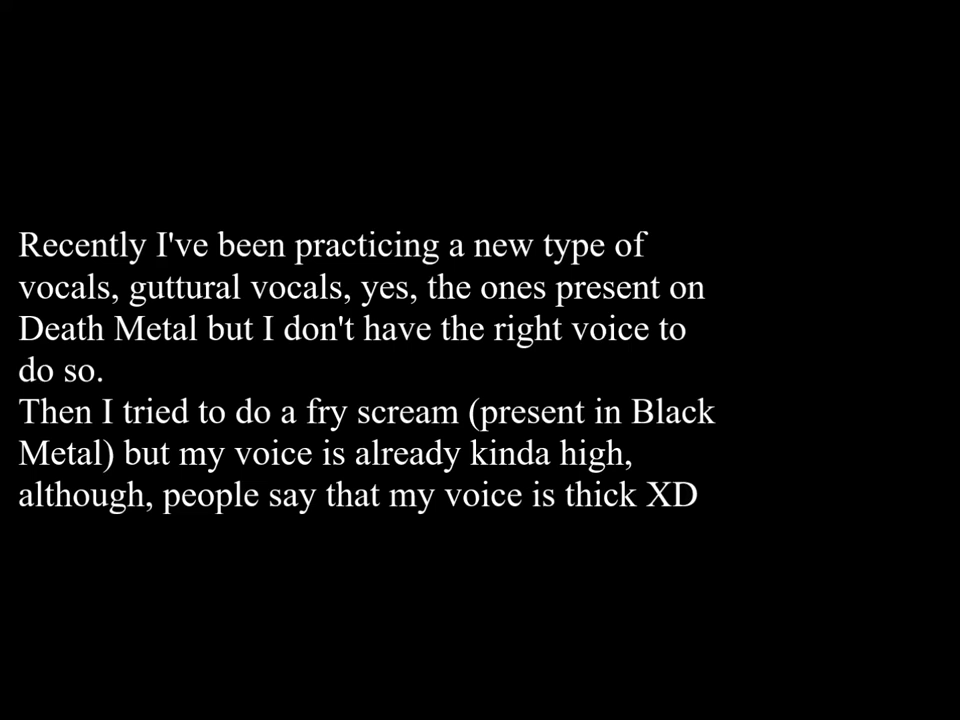 Recently I've been practicing a new type of
vocals, guttural vocals, yes, the ones present on
Death Metal but I don't have the right voice to
do so.
Then I tried to do a fry scream (present in Black
Metal) but my voice is already kinda high,
although, people say that my voice is thick XD